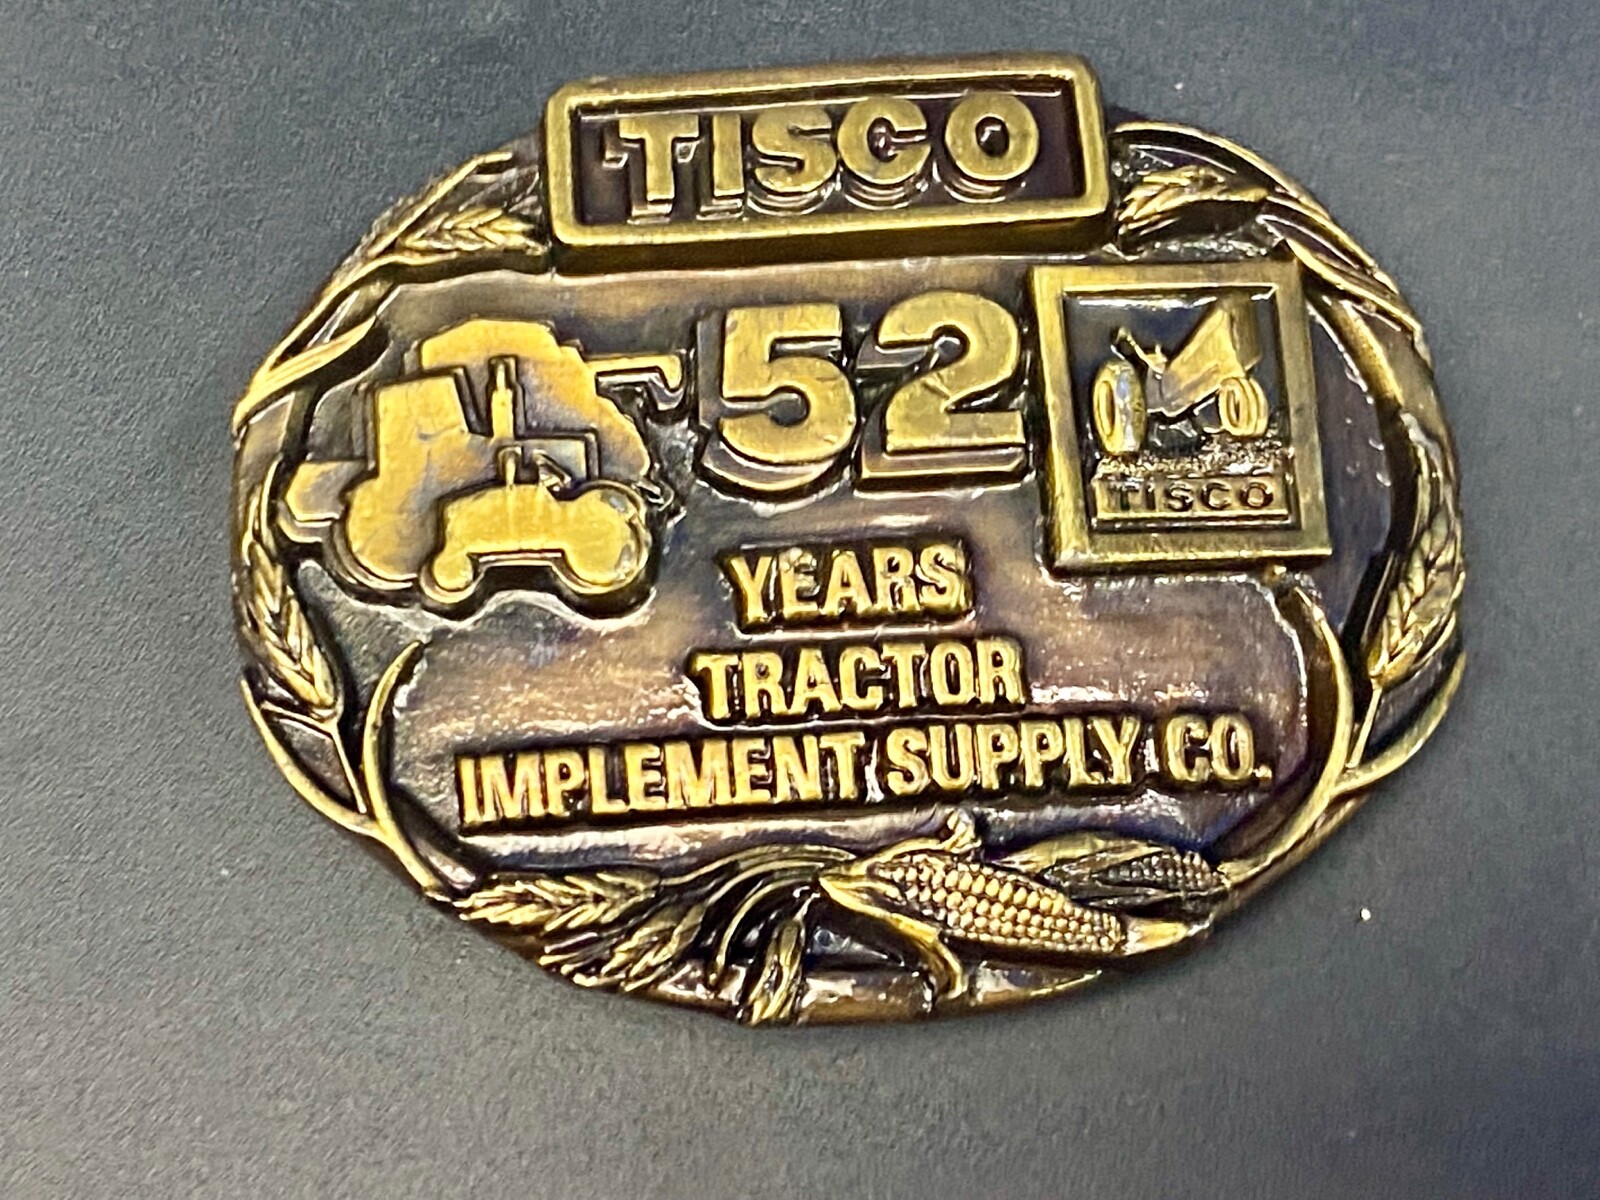 TISCO
52
TISCO
YEARS
TRACTOR
IMPLEMENT SUPPLY CO.